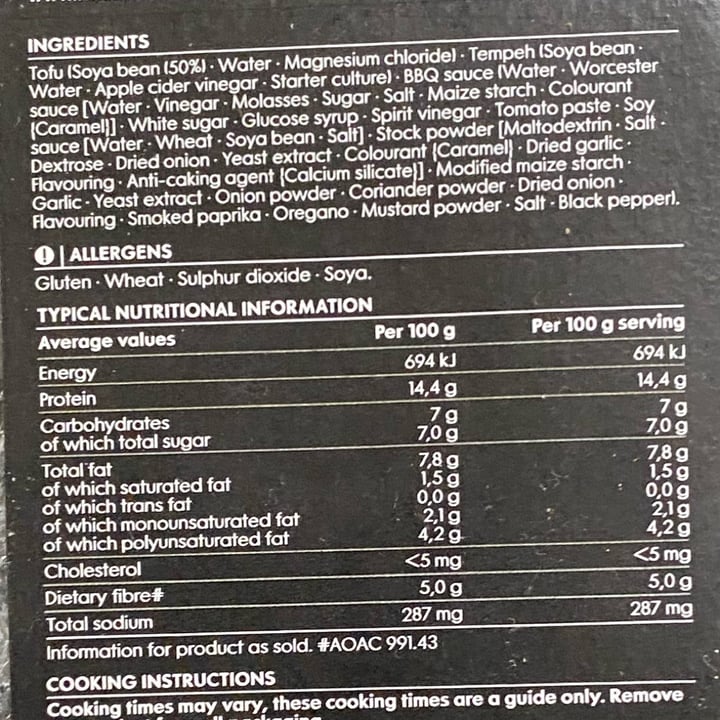 INGREDIENTS
Tofu (Soya bean (50%) · Water · Magnesium chloride) · Tempeh (Soya bean ·
Water · Apple cider vinegar · Starter culture) · BBQ sauce (Water · Worcester
sauce [Water · Vinegar · Molasses · Sugar · Salt · Maize starch · Colourant
{Caramel}] · White sugar · Glucose syrup · Spirit vinegar · Tomato paste · Soy
sauce [Water · Wheat · Soya bean · Salt] · Stock powder [Maltodextrin · Salt ·
Dextrose · Dried onion · Yeast extract · Colourant {Caramel} · Dried garlic ·
Flavouring · Anti-caking agent {Calcium silicate}] · Modified maize starch ·
Garlic · Yeast extract · Onion powder · Coriander powder · Dried onion ·
Flavouring · Smoked paprika · Oregano · Mustard powder · Salt · Black pepper).
! | ALLERGENS
Gluten · Wheat · Sulphur dioxide · Soya.
TYPICAL NUTRITIONAL INFORMATION
Average values Per 100 g Per 100 g serving
Energy 694 kJ 694 kJ
Protein 14,4 g 14,4 g
Carbohydrates 7 g 7 g
of which total sugar 7,0 g 7,0 g
Total fat 7,8 g 7,8 g
of which saturated fat 1,5 g 1,5 g
of which trans fat 0,0 g 0,0 g
of which monounsaturated fat 2,1 g 2,1 g
of which polyunsaturated fat 4,2 g 4,2 g
Cholesterol <5 mg <5 mg
Dietary fibre# 5,0 g 5,0 g
Total sodium 287 mg 287 mg
Information for product as sold. #AOAC 991.43
COOKING INSTRUCTIONS
Cooking times may vary, these cooking times are a guide only. Remove